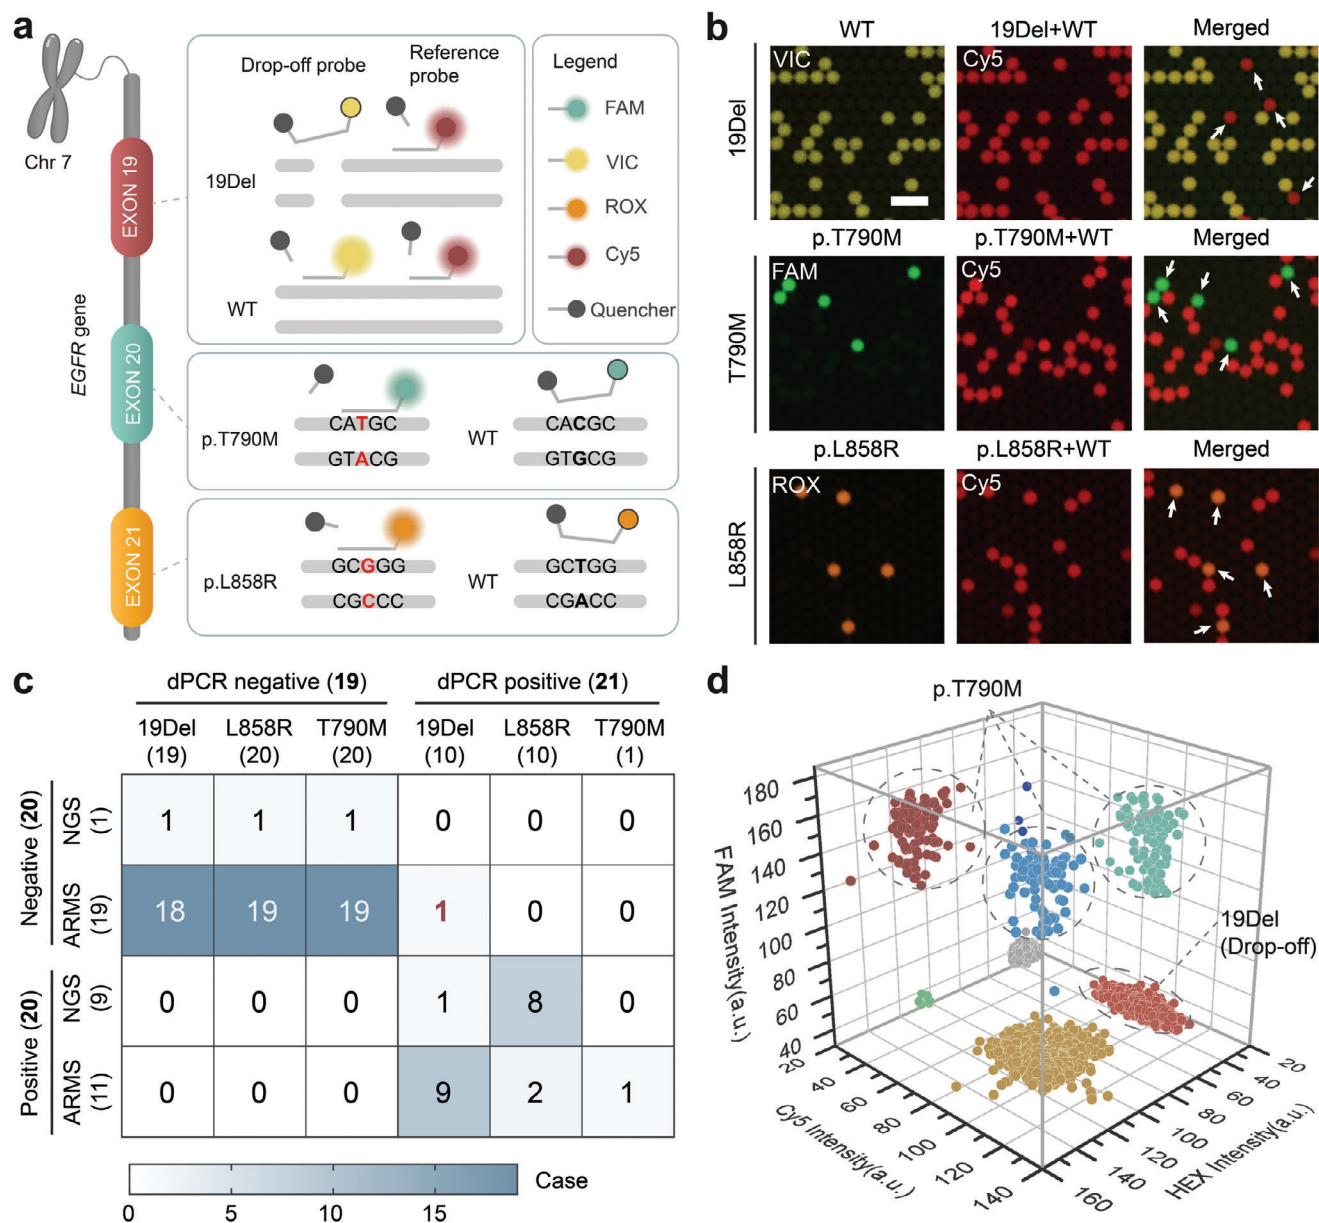 a
Chr 7
EGFR gene
EXON 19
EXON 20
EXON 21
Drop-off probe
Reference
probe
19Del
WT
Legend
FAM
VIC
ROX
Cy5
Quencher
p.T790M
CATGC
GTACG
WT
CACGC
GTGCG
p.L858R
GCGGG
CGCCC
WT
GCTGG
CGACC
b
WT
19Del+WT
Merged
19Del
VIC
Cy5
p.T790M
p.T790M+WT
Merged
T790M
FAM
Cy5
p.L858R
p.L858R+WT
Merged
L858R
ROX
Cy5
c
dPCR negative (19)
dPCR positive (21)
19Del L858R T790M 19Del L858R T790M
(19) (20) (20) (10) (10) (1)
Negative (20)
NGS
(1)
1 1 1 0 0 0
ARMS
(19)
18 19 19 1 0 0
Positive (20)
NGS
(9)
0 0 0 1 8 0
ARMS
(11)
0 0 0 9 2 1
Case
0 5 10 15
d
p.T790M
19Del
(Drop-off)
FAM Intensity(a.u.)
180
160
140
120
100
80
60
40
Cy5 Intensity(a.u.)
20 40 60 80 100 120 140
HEX Intensity(a.u.)
20 40 60 80 100 120 140 160